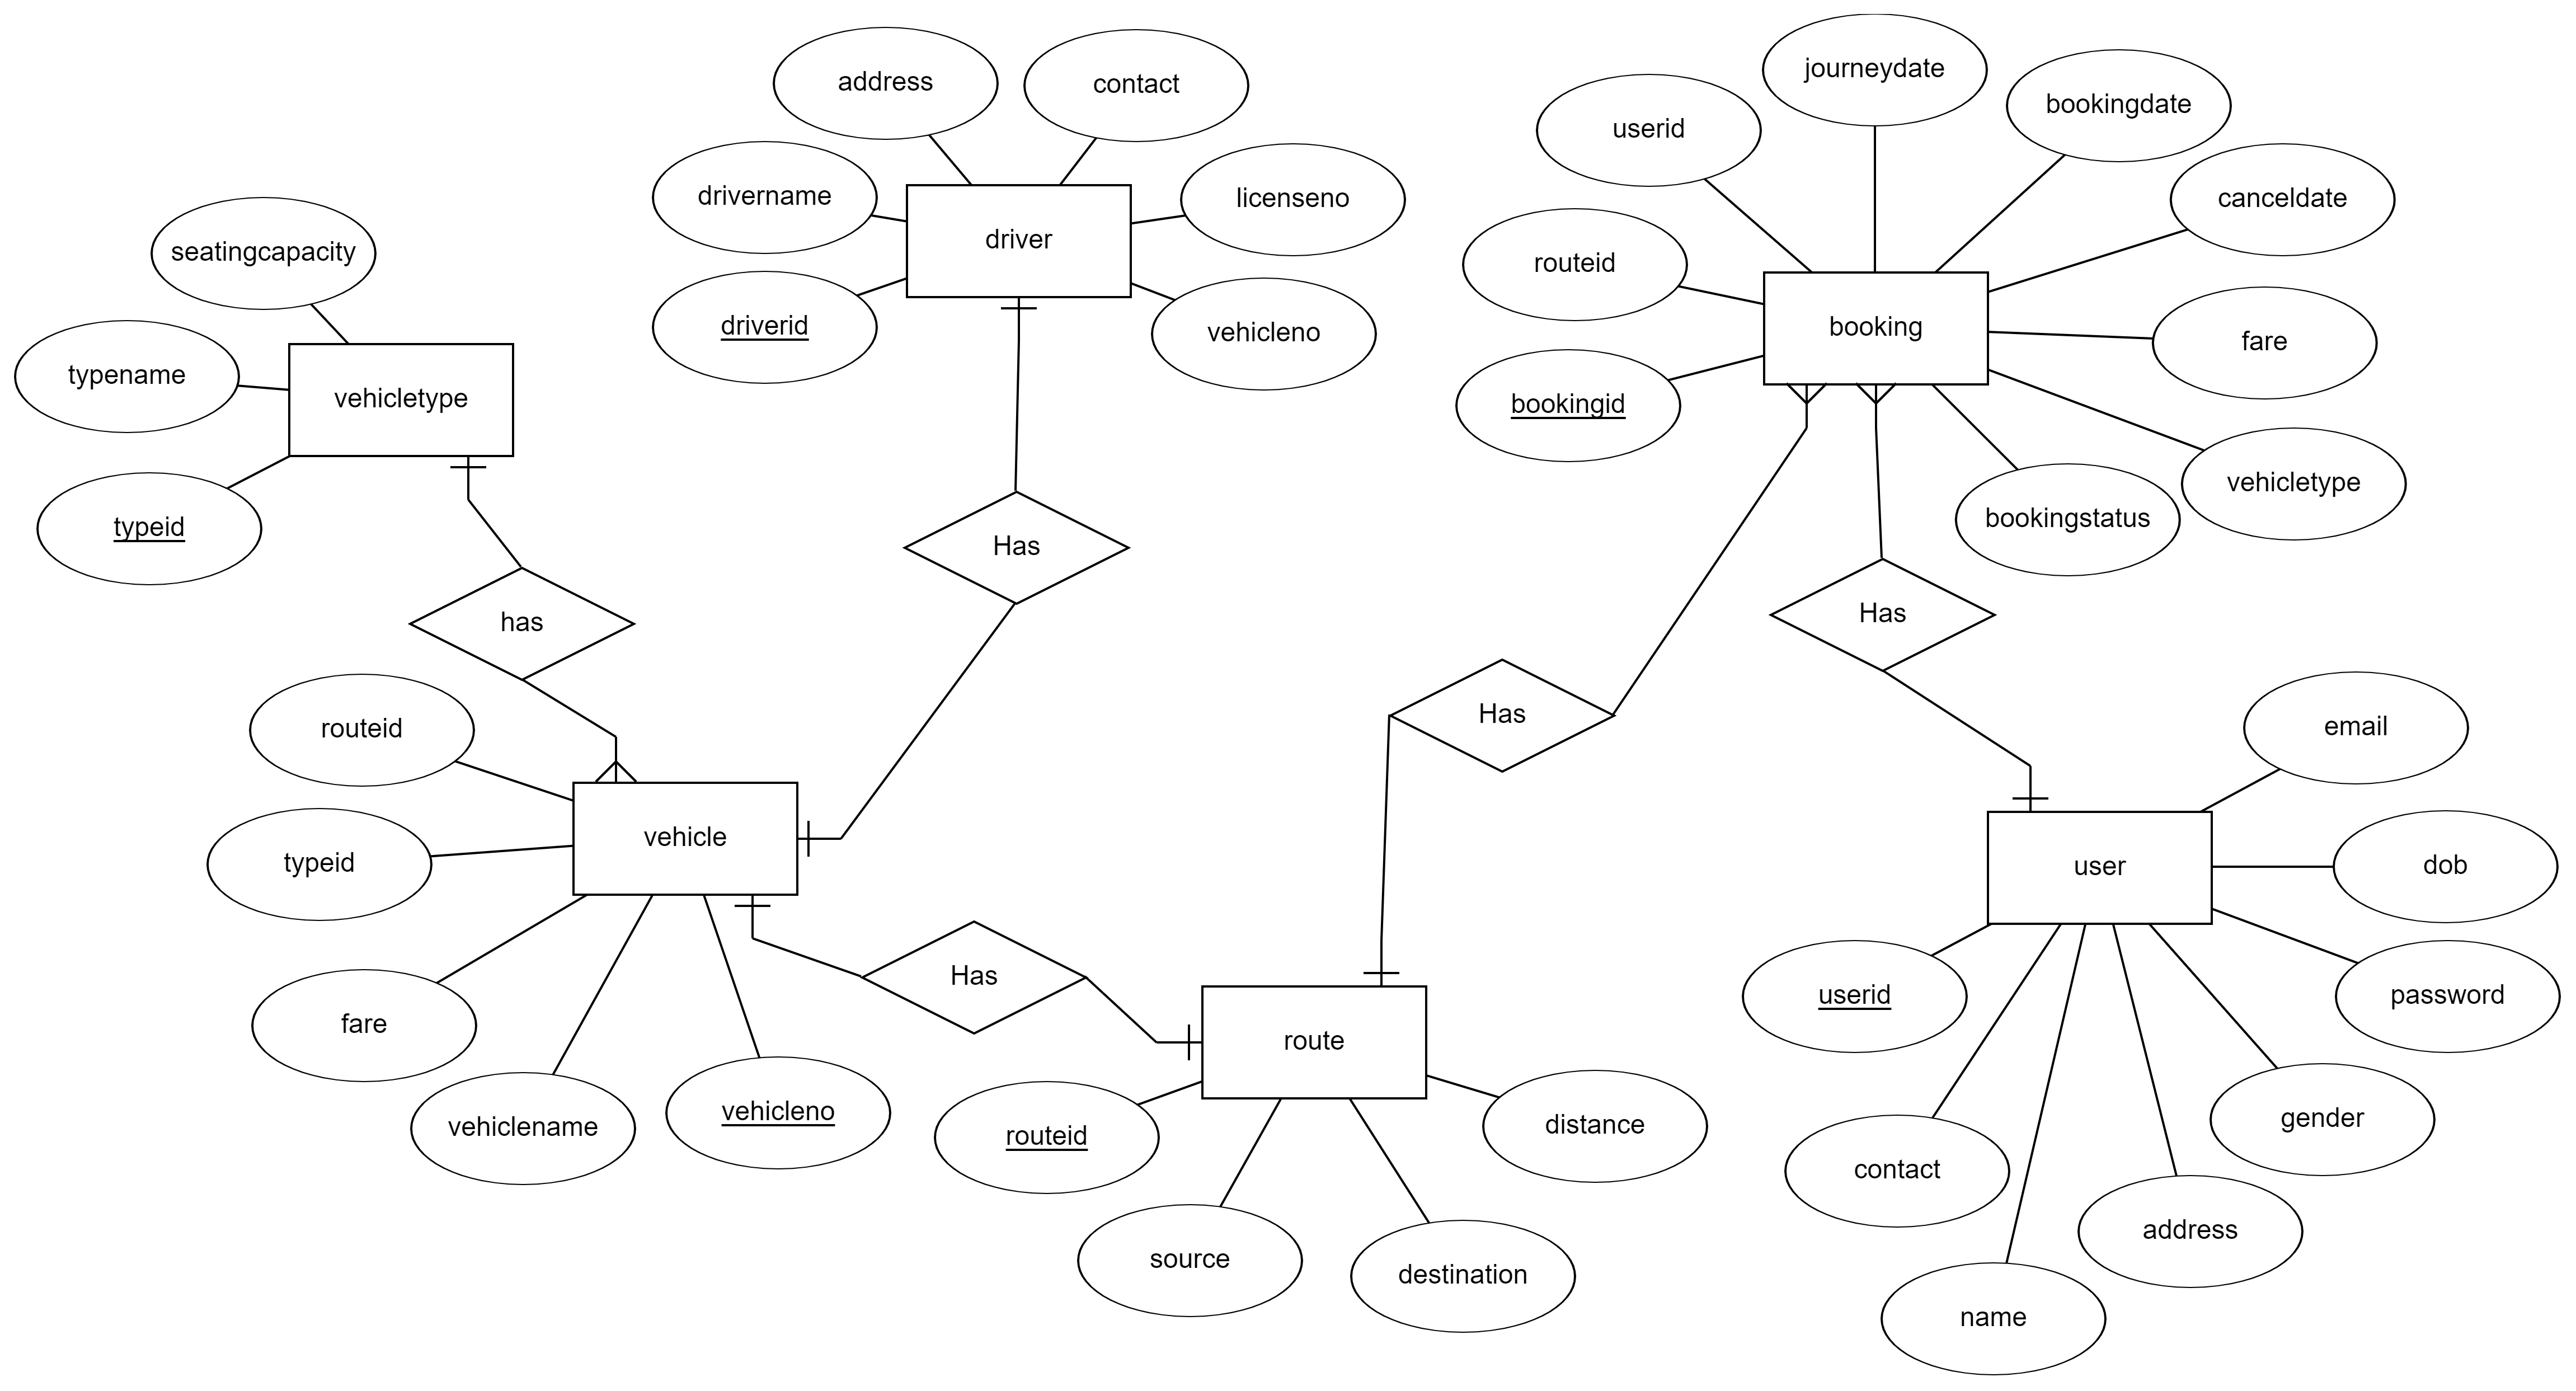 journeydate
address
contact
bookingdate
userid
drivername
licenseno
canceldate
driver
seatingcapacity
routeid
driverid
vehicleno
booking
fare
typename
vehicletype
bookingid
vehicletype
bookingstatus
typeid
Has
has
Has
routeid
Has
email
vehicle
typeid
user
dob
Has
userid
password
fare
route
vehiclename
vehicleno
routeid
distance
gender
contact
source
destination
address
name